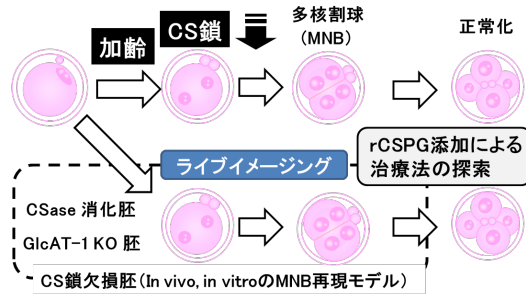 加齢
CS鎖
多核割球
(MNB)
正常化
ライブイメージング
rCSPG添加による
治療法の探索
CSase 消化胚
GlcAT-1 KO 胚
CS鎖欠損胚(In vivo, in vitroのMNB再現モデル)